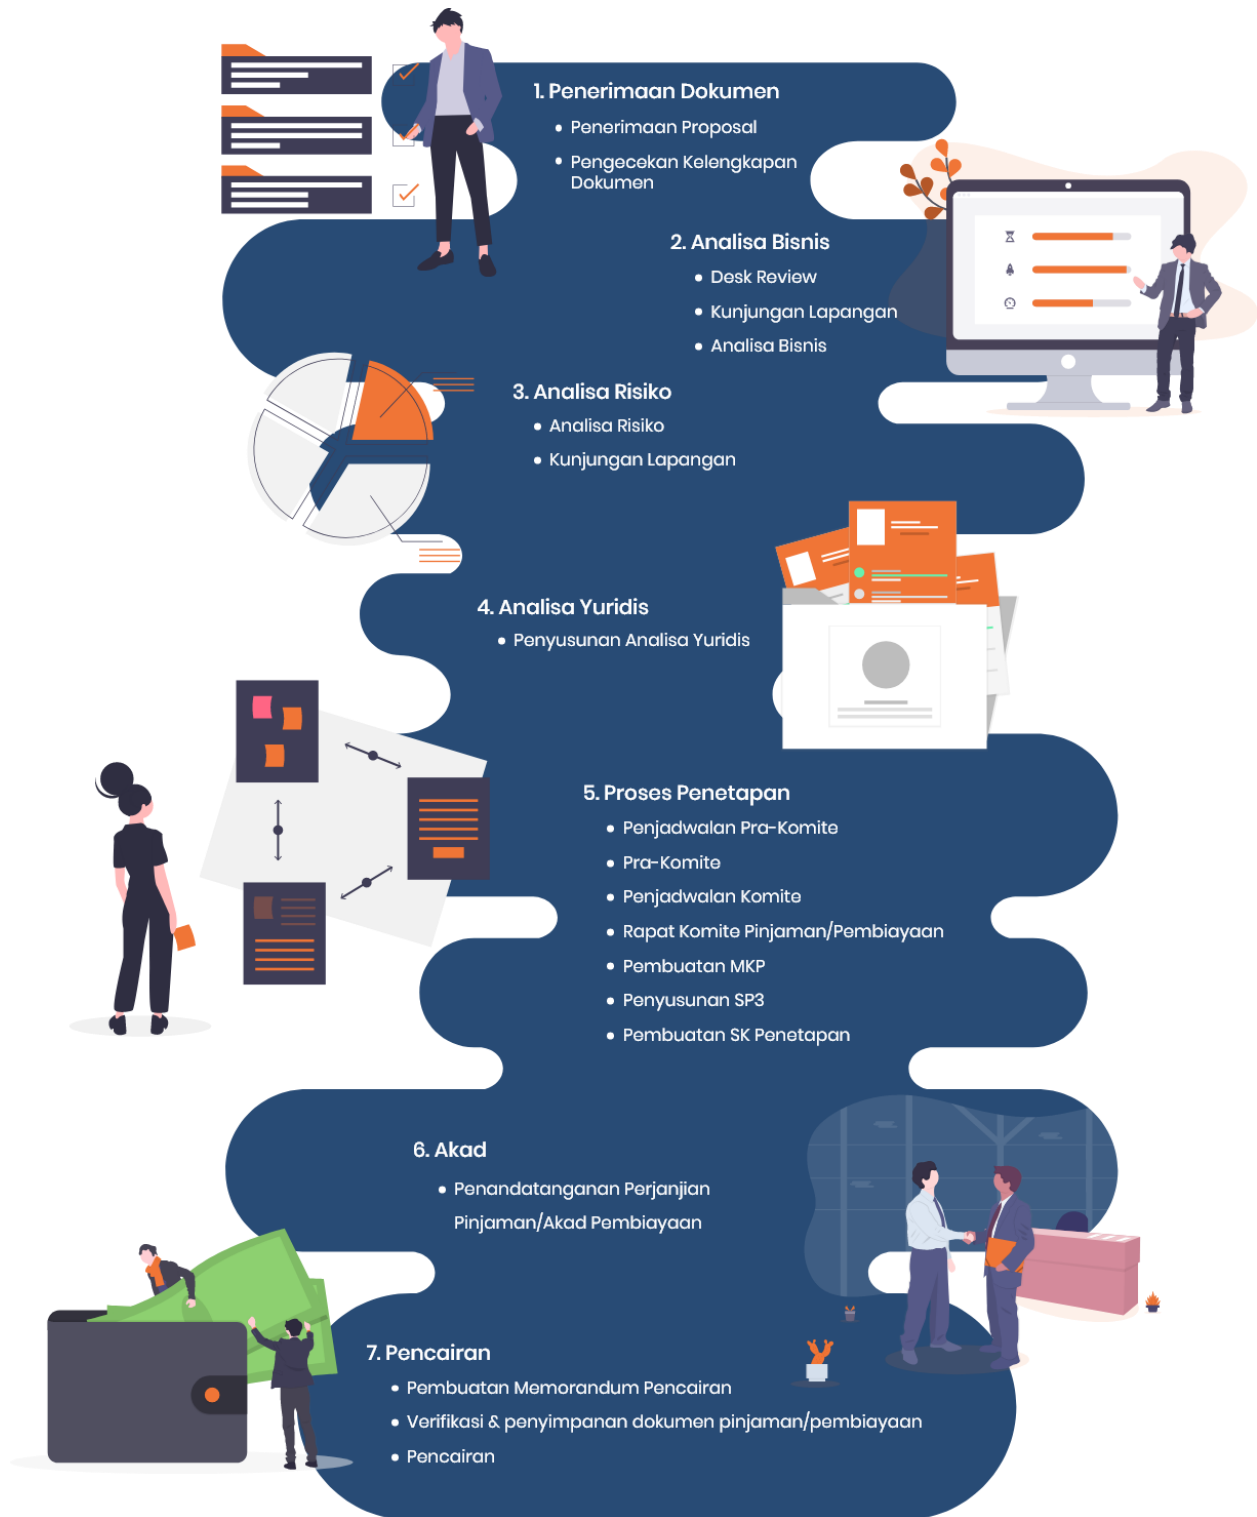 1. Penerimaan Dokumen
• Penerimaan Proposal
• Pengecekan Kelengkapan
Dokumen
2. Analisa Bisnis
• Desk Review
• Kunjungan Lapangan
• Analisa Bisnis
3. Analisa Risiko
• Analisa Risiko
• Kunjungan Lapangan
4. Analisa Yuridis
• Penyusunan Analisa Yuridis
5. Proses Penetapan
• Penjadwalan Pra-Komite
• Pra-Komite
• Penjadwalan Komite
• Rapat Komite Pinjaman/Pembiayaan
• Pembuatan MKP
• Penyusunan SP3
• Pembuatan SK Penetapan
6. Akad
• Penandatanganan Perjanjian
Pinjaman/Akad Pembiayaan
7. Pencairan
• Pembuatan Memorandum Pencairan
• Verifikasi & penyimpanan dokumen pinjaman/pembiayaan
• Pencairan